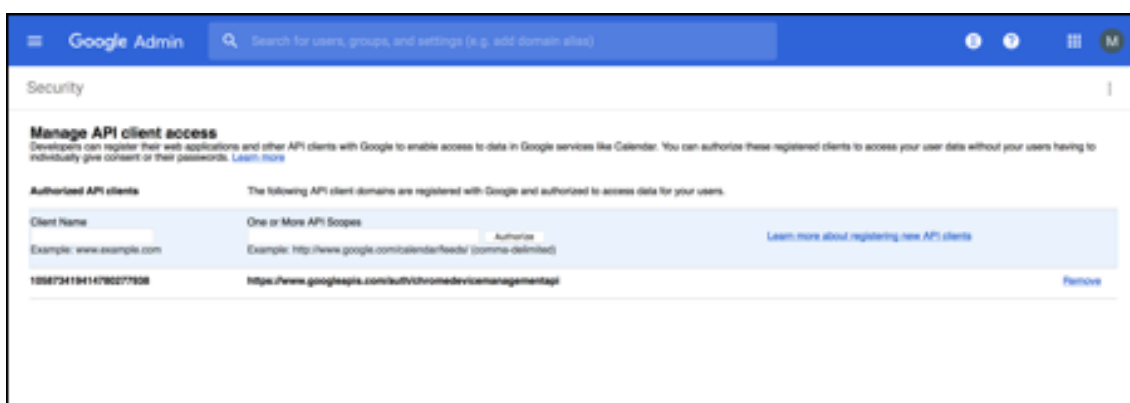 Google Admin
Search for users, groups, and settings (e.g. add domain alias)
M
Security
Manage API client access
Developers can register their web applications and other API clients with Google to enable access to data in Google services like Calendar. You can authorize these registered clients to access your user data without your users having to
individually give consent or their passwords. Learn more
Authorized API clients The following API client domains are registered with Google and authorized to access data for your users.
Client Name One or More API Scopes
Authorize Learn more about registering new API clients
Example: www.example.com Example: http://www.google.com/calendar/feeds/ (comma-delimited)
https://www.googleapis.com/auth/chromedevicemanagementapi Remove